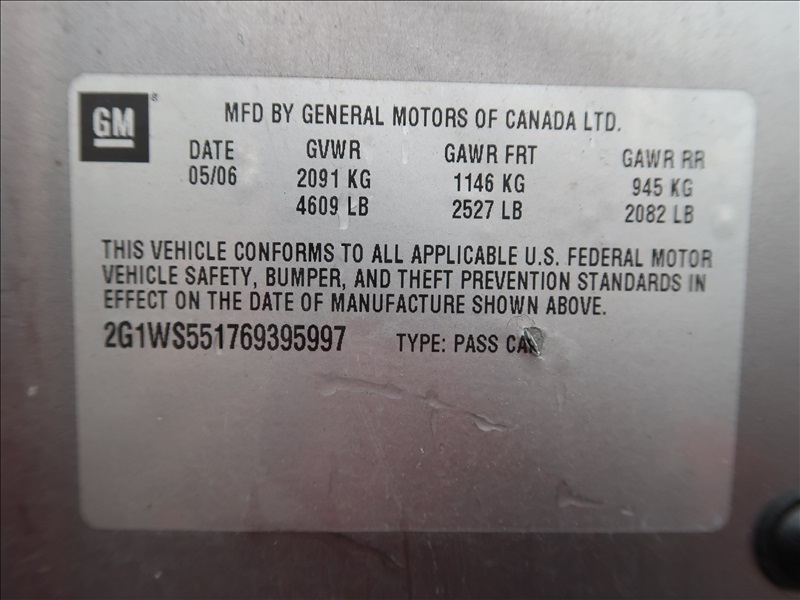 GM ®
MFD BY GENERAL MOTORS OF CANADA LTD.
DATE GVWR GAWR FRT GAWR RR
05/06 2091 KG 1146 KG 945 KG
4609 LB 2527 LB 2082 LB
THIS VEHICLE CONFORMS TO ALL APPLICABLE U.S. FEDERAL MOTOR
VEHICLE SAFETY, BUMPER, AND THEFT PREVENTION STANDARDS IN
EFFECT ON THE DATE OF MANUFACTURE SHOWN ABOVE.
2G1WS551769395997 TYPE: PASS CAR